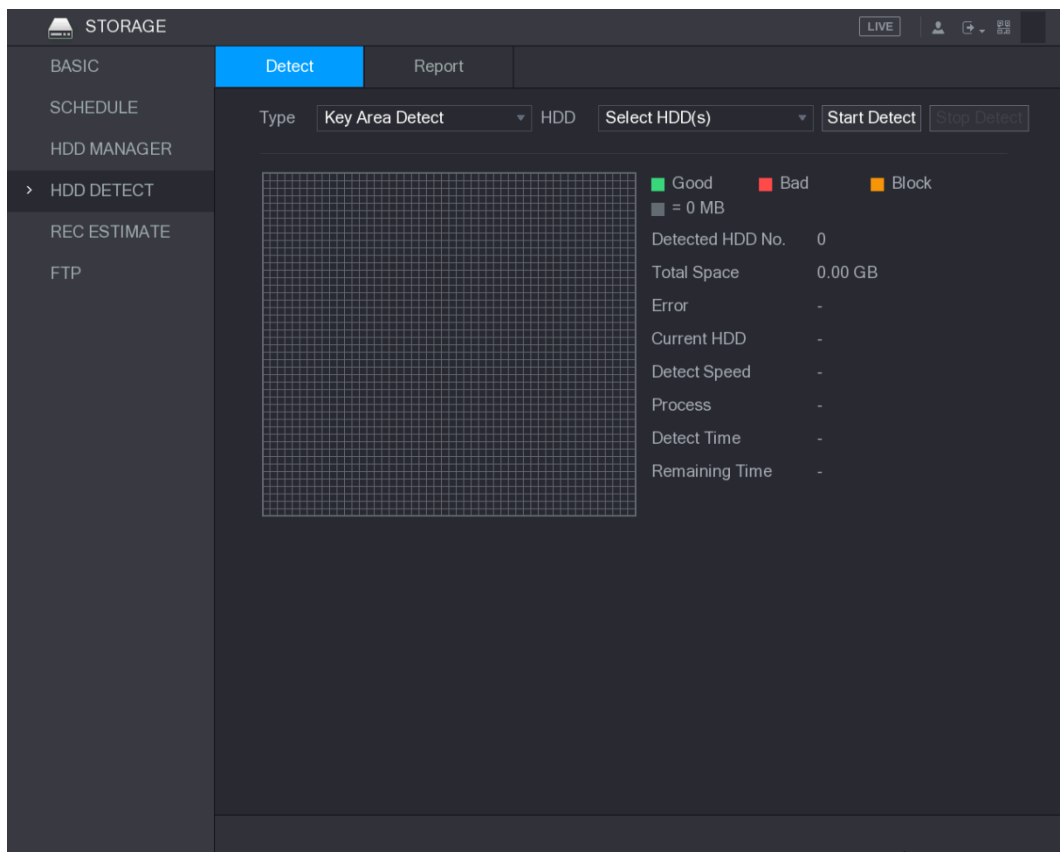 STORAGE LIVE
BASIC
SCHEDULE
HDD MANAGER
> HDD DETECT
REC ESTIMATE
FTP
Detect Report
Type Key Area Detect HDD Select HDD(s) Start Detect Stop Detect
Good Bad Block
= 0 MB
Detected HDD No. 0
Total Space 0.00 GB
Error -
Current HDD -
Detect Speed -
Process -
Detect Time -
Remaining Time -